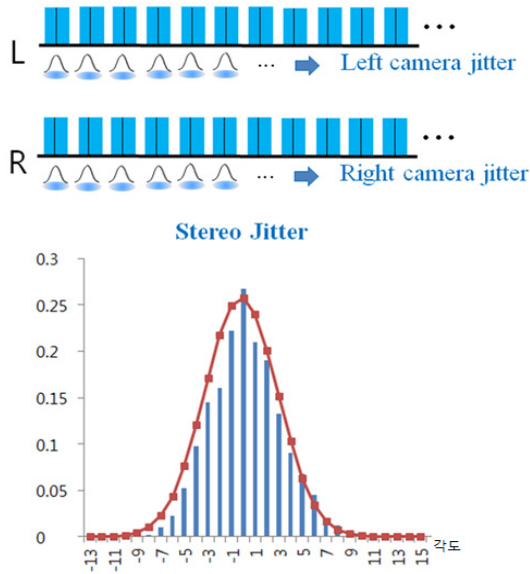 L
... Left camera jitter
...
R
... Right camera jitter
...
Stereo Jitter
0.3
0.25
0.2
0.15
0.1
0.05
0
-13 -11 -9 -7 -5 -3 -1 1 3 5 7 9 11 13 15 각도